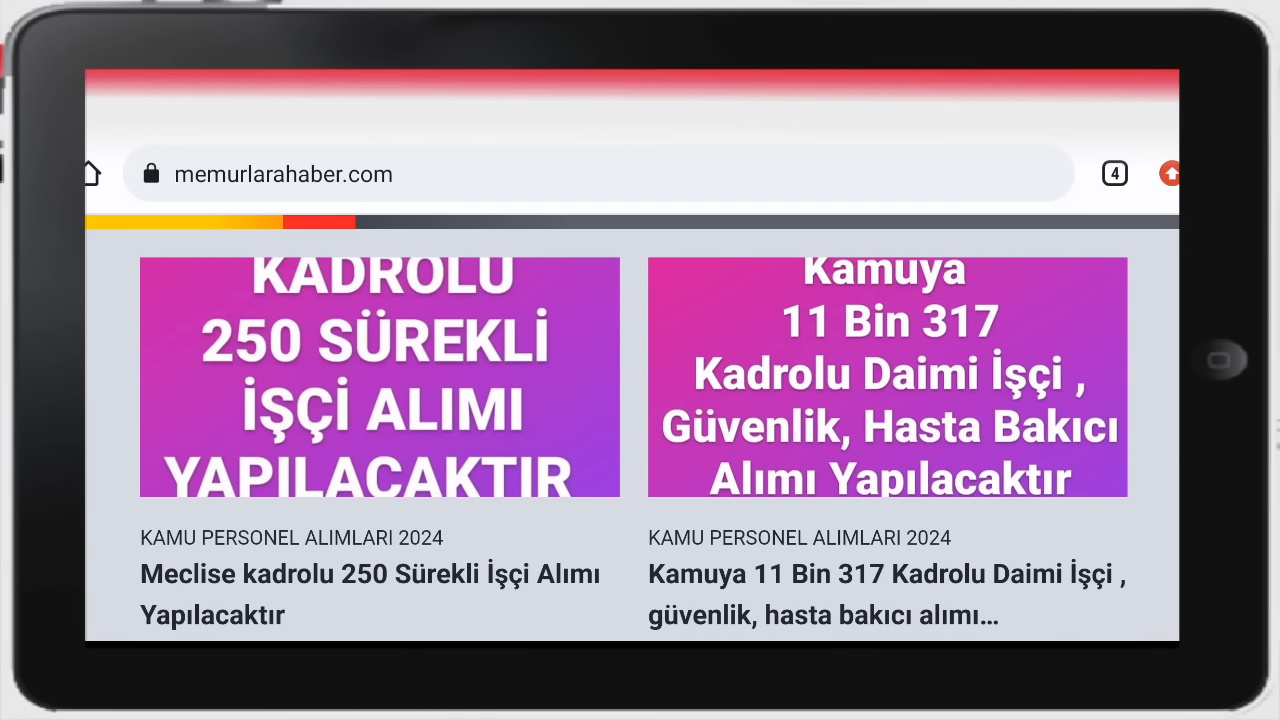 memurlarahaber.com
4
KADROLU
250 SÜREKLİ
İŞÇİ ALIMI
YAPILACAKTIR
KAMU PERSONEL ALIMLARI 2024
Meclise kadrolu 250 Sürekli İşçi Alımı
Yapılacaktır
Kamuya
11 Bin 317
Kadrolu Daimi İşçi ,
Güvenlik, Hasta Bakıcı
Alımı Yapılacaktır
KAMU PERSONEL ALIMLARI 2024
Kamuya 11 Bin 317 Kadrolu Daimi İşçi ,
güvenlik, hasta bakıcı alımı...